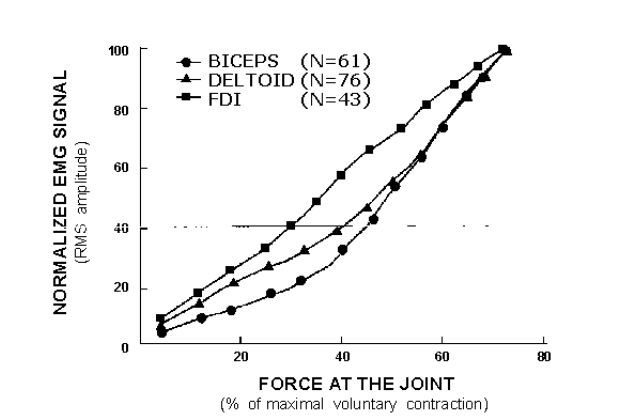 NORMALIZED EMG SIGNAL
(RMS amplitude)
100
80
60
40
20
0
BICEPS (N=61)
DELTOID (N=76)
FDI (N=43)
20
40
60
80
FORCE AT THE JOINT
(% of maximal voluntary contraction)